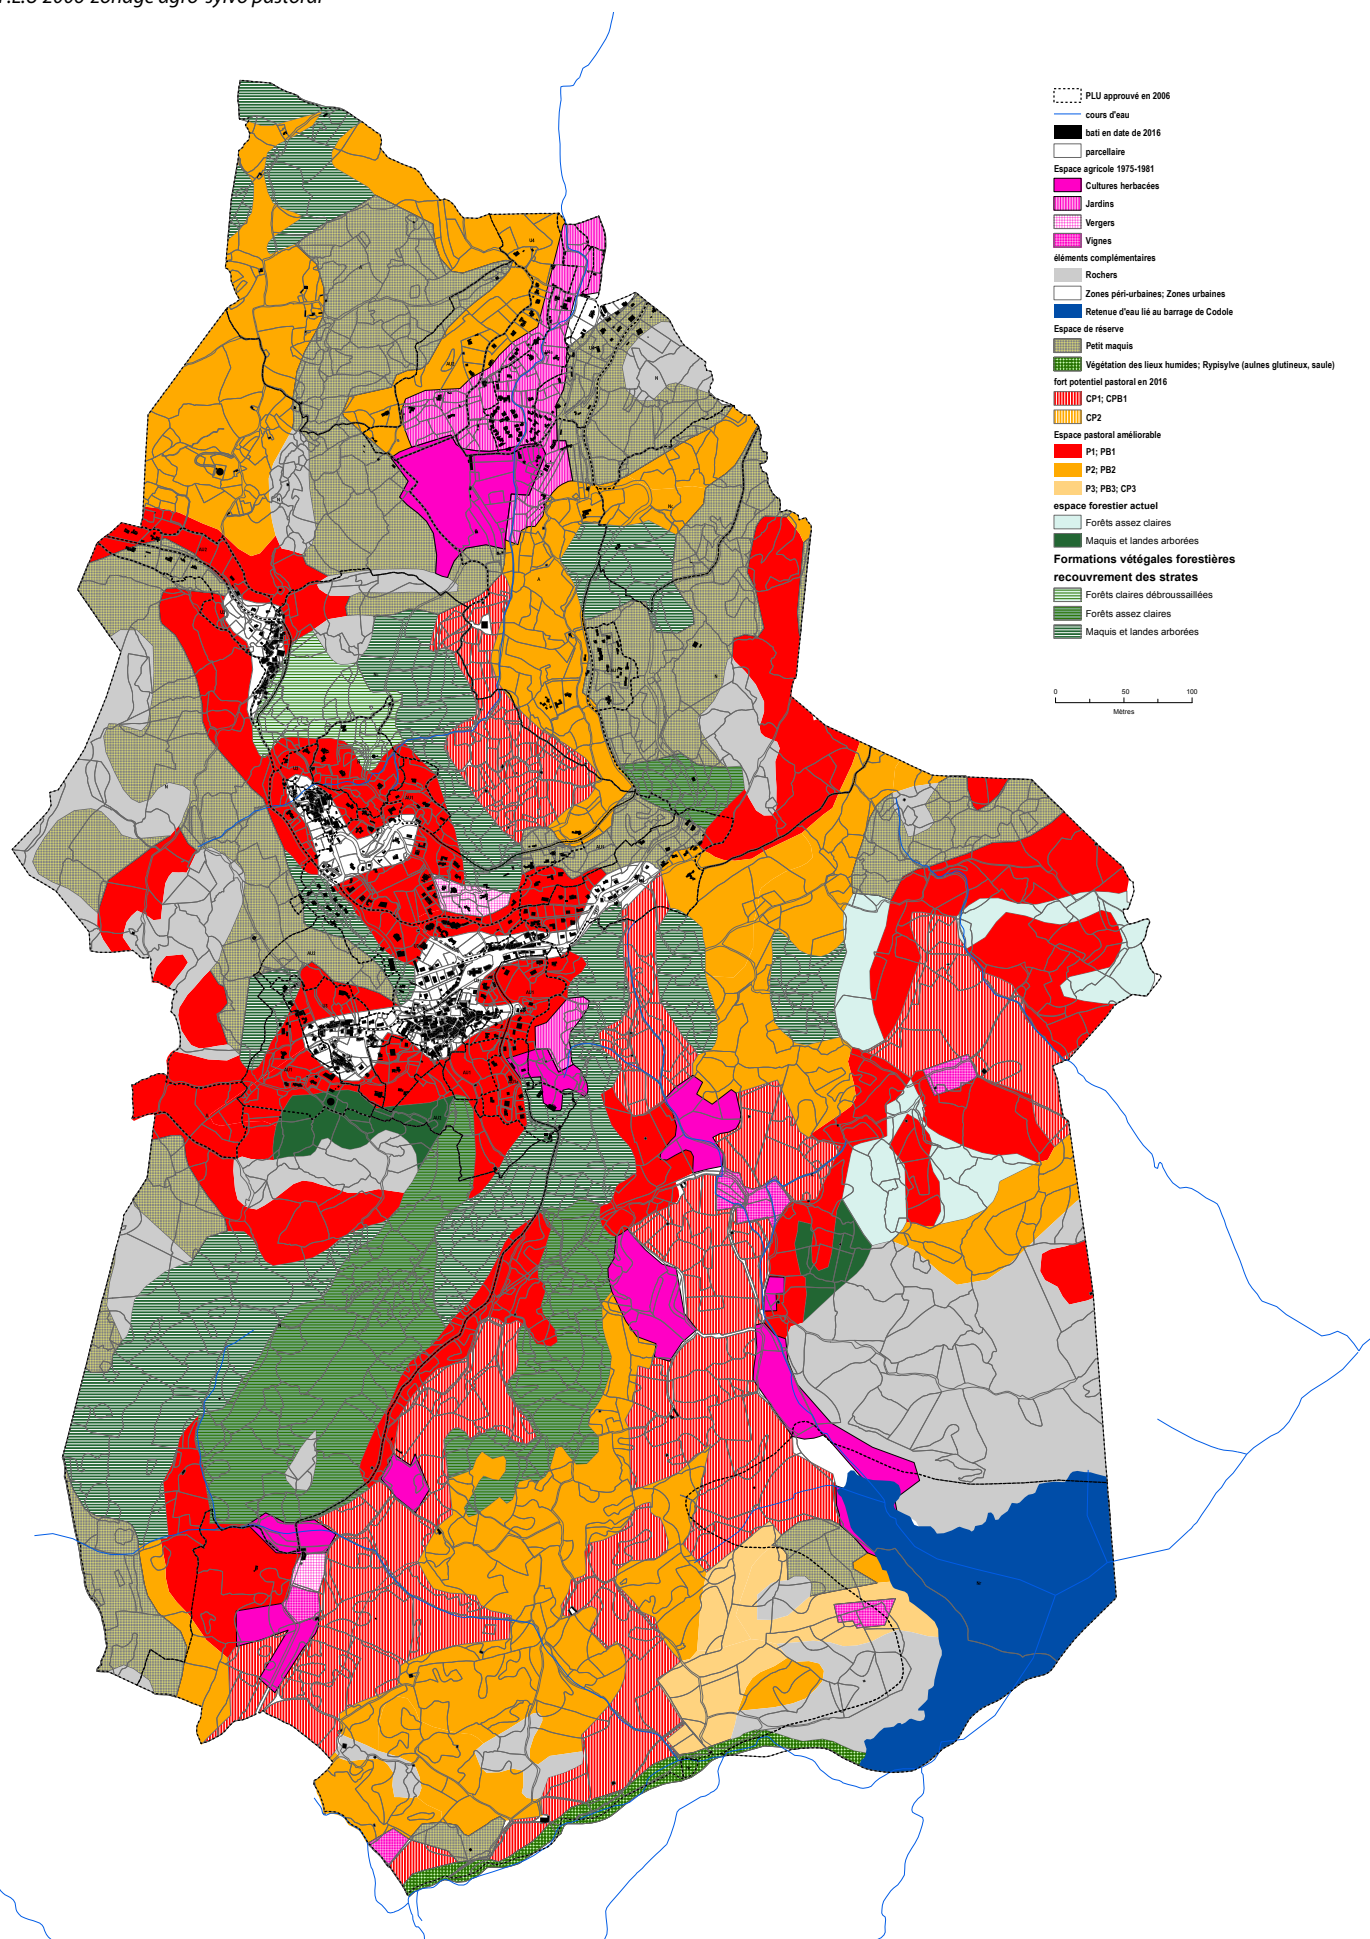 P.L.U 2006 zonage agro-sylvo pastoral
PLU approuvé en 2006
cours d'eau
bati en date de 2016
parcellaire
Espace agricole 1975-1981
Cultures herbacées
Jardins
Vergers
Vignes
éléments complémentaires
Rochers
Zones péri-urbaines; Zones urbaines
Retenue d'eau lié au barrage de Codole
Espace de réserve
Petit maquis
Végétation des lieux humides; Rypisylve (aulnes glutineux, saule)
fort potentiel pastoral en 2016
CP1; CPB1
CP2
Espace pastoral améliorable
P1; PB1
P2; PB2
P3; PB3; CP3
espace forestier actuel
Forêts assez claires
Maquis et landes arborées
Formations vétégales forestières
recouvrement des strates
Forêts claires débroussaillées
Forêts assez claires
Maquis et landes arborées
0 50 100
Mètres